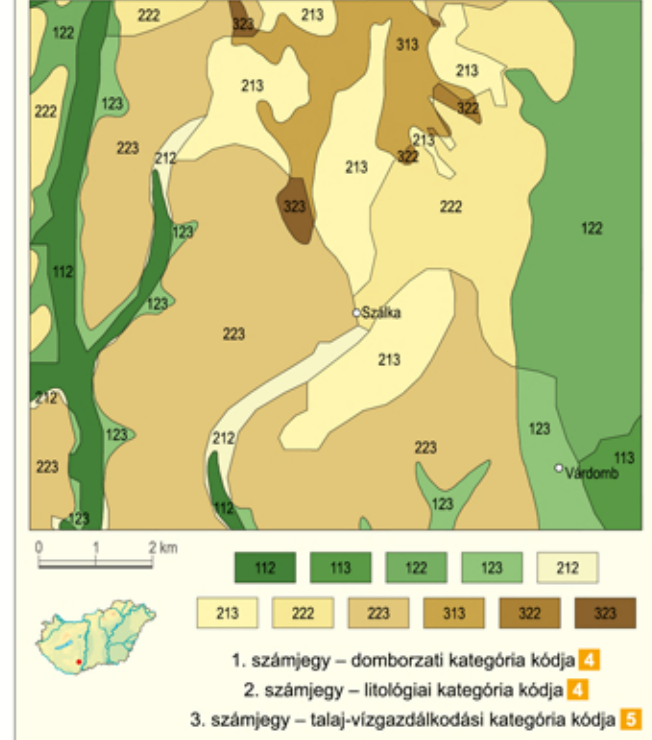 222 323 213
122 313
213 213
222 123 322
223 212 213
322
213
323 222
123 122
112
123
Szálka
223
213
212
123 212 223 123
223 113
Várdomb
112 123
123
0 1 2 km
112 113 122 123 212
213 222 223 313 322 323
1. számjegy – domborzati kategória kódja 4
2. számjegy – litológiai kategória kódja 4
3. számjegy – talaj-vízgazdálkodási kategória kódja 5